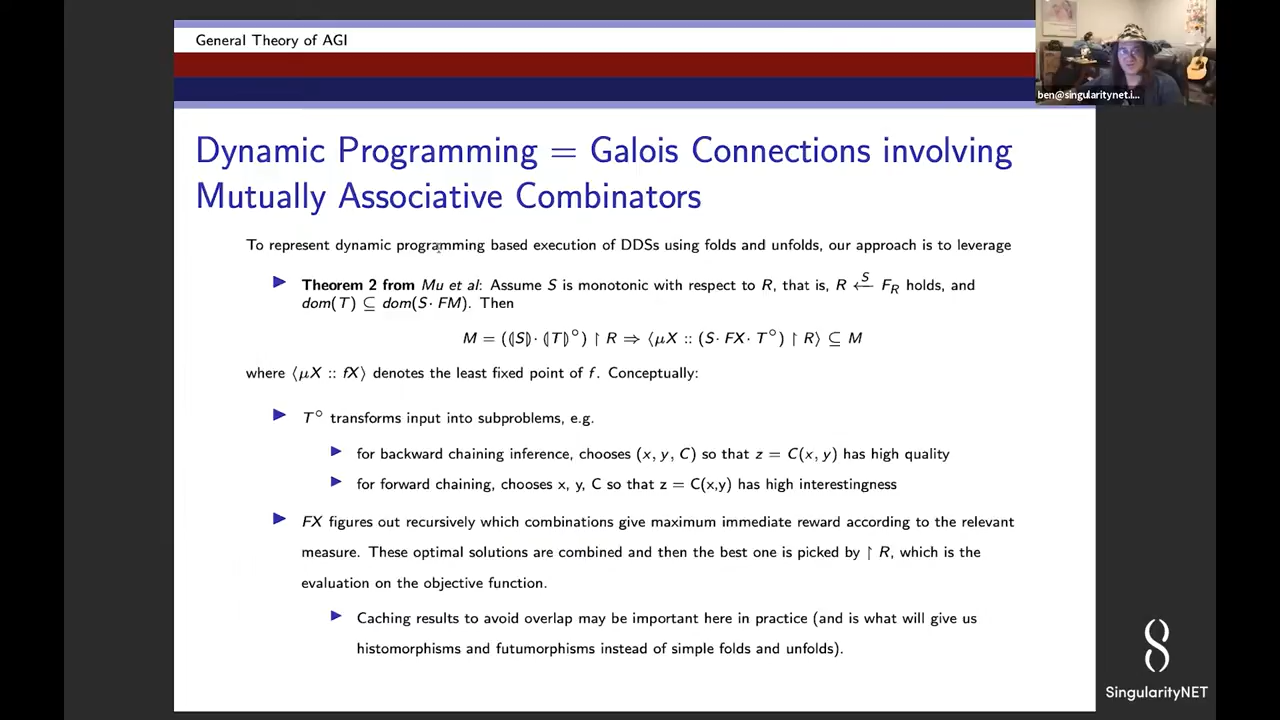 General Theory of AGI
ben@singularitynet.i...
Dynamic Programming = Galois Connections involving
Mutually Associative Combinators
To represent dynamic programming based execution of DDSs using folds and unfolds, our approach is to leverage
▶ Theorem 2 from Mu et al: Assume S is monotonic with respect to R, that is, R ←S F_R holds, and
dom(T) ⊆ dom(S· FM). Then
M = ((⦇S⦈· ⦇T⦈°) ↾ R ⇒ ⟨μX :: (S· FX· T°) ↾ R⟩ ⊆ M
where ⟨μX :: fX⟩ denotes the least fixed point of f. Conceptually:
▶ T° transforms input into subproblems, e.g.
▶ for backward chaining inference, chooses (x, y, C) so that z = C(x, y) has high quality
▶ for forward chaining, chooses x, y, C so that z = C(x,y) has high interestingness
▶ FX figures out recursively which combinations give maximum immediate reward according to the relevant
measure. These optimal solutions are combined and then the best one is picked by ↾ R, which is the
evaluation on the objective function.
▶ Caching results to avoid overlap may be important here in practice (and is what will give us
histomorphisms and futumorphisms instead of simple folds and unfolds).
SingularityNET